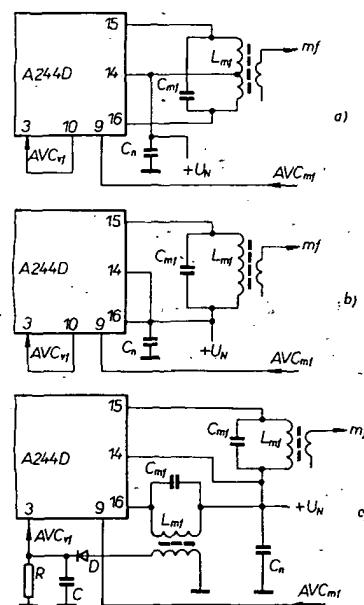 15
A244D
14
16
3
10
9
AVCvf
Cmf
Lmf
mf
a)
Cn
+UN
AVCmf
15
A244D
14
16
3
10
9
AVCvf
Cmf
Lmf
mf
b)
Cn
+UN
AVCmf
15
A244D
14
16
3
9
AVCvf
Cmf
Lmf
Cmf
Lmf
+UN
R
C
D
Cn
AVCmf